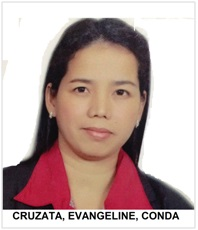 CRUZATA, EVANGELINE, CONDA